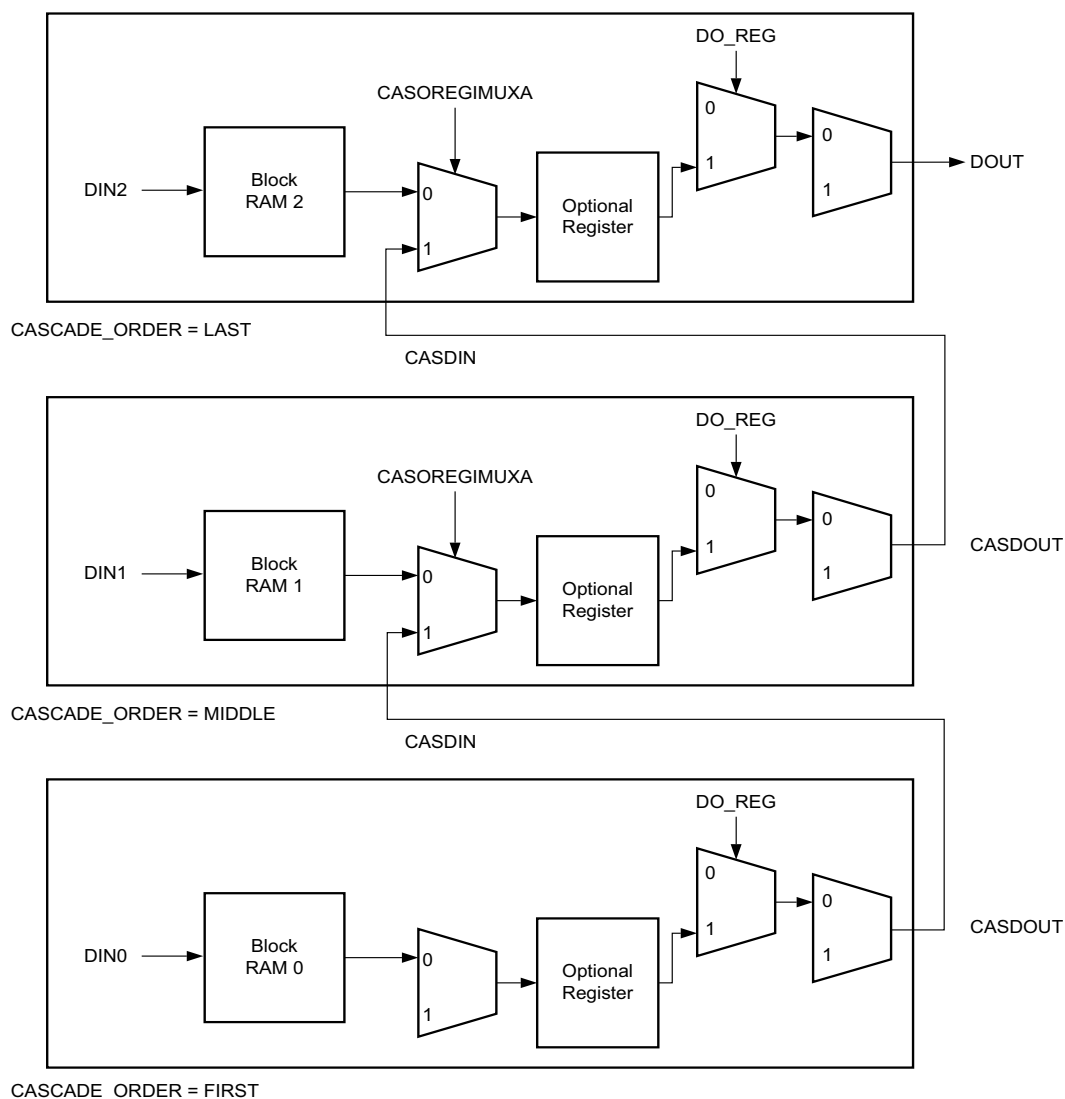 DO_REG
CASOREGIMUXA
0
0
DIN2
Block
RAM 2
0
1
Optional
Register
1
DOUT
1
CASCADE_ORDER = LAST
CASDIN
DO_REG
CASOREGIMUXA
0
0
DIN1
Block
RAM 1
0
1
Optional
Register
1
1
CASDOUT
CASCADE_ORDER = MIDDLE
CASDIN
DO_REG
0
0
DIN0
Block
RAM 0
0
1
Optional
Register
1
1
CASDOUT
CASCADE_ORDER = FIRST